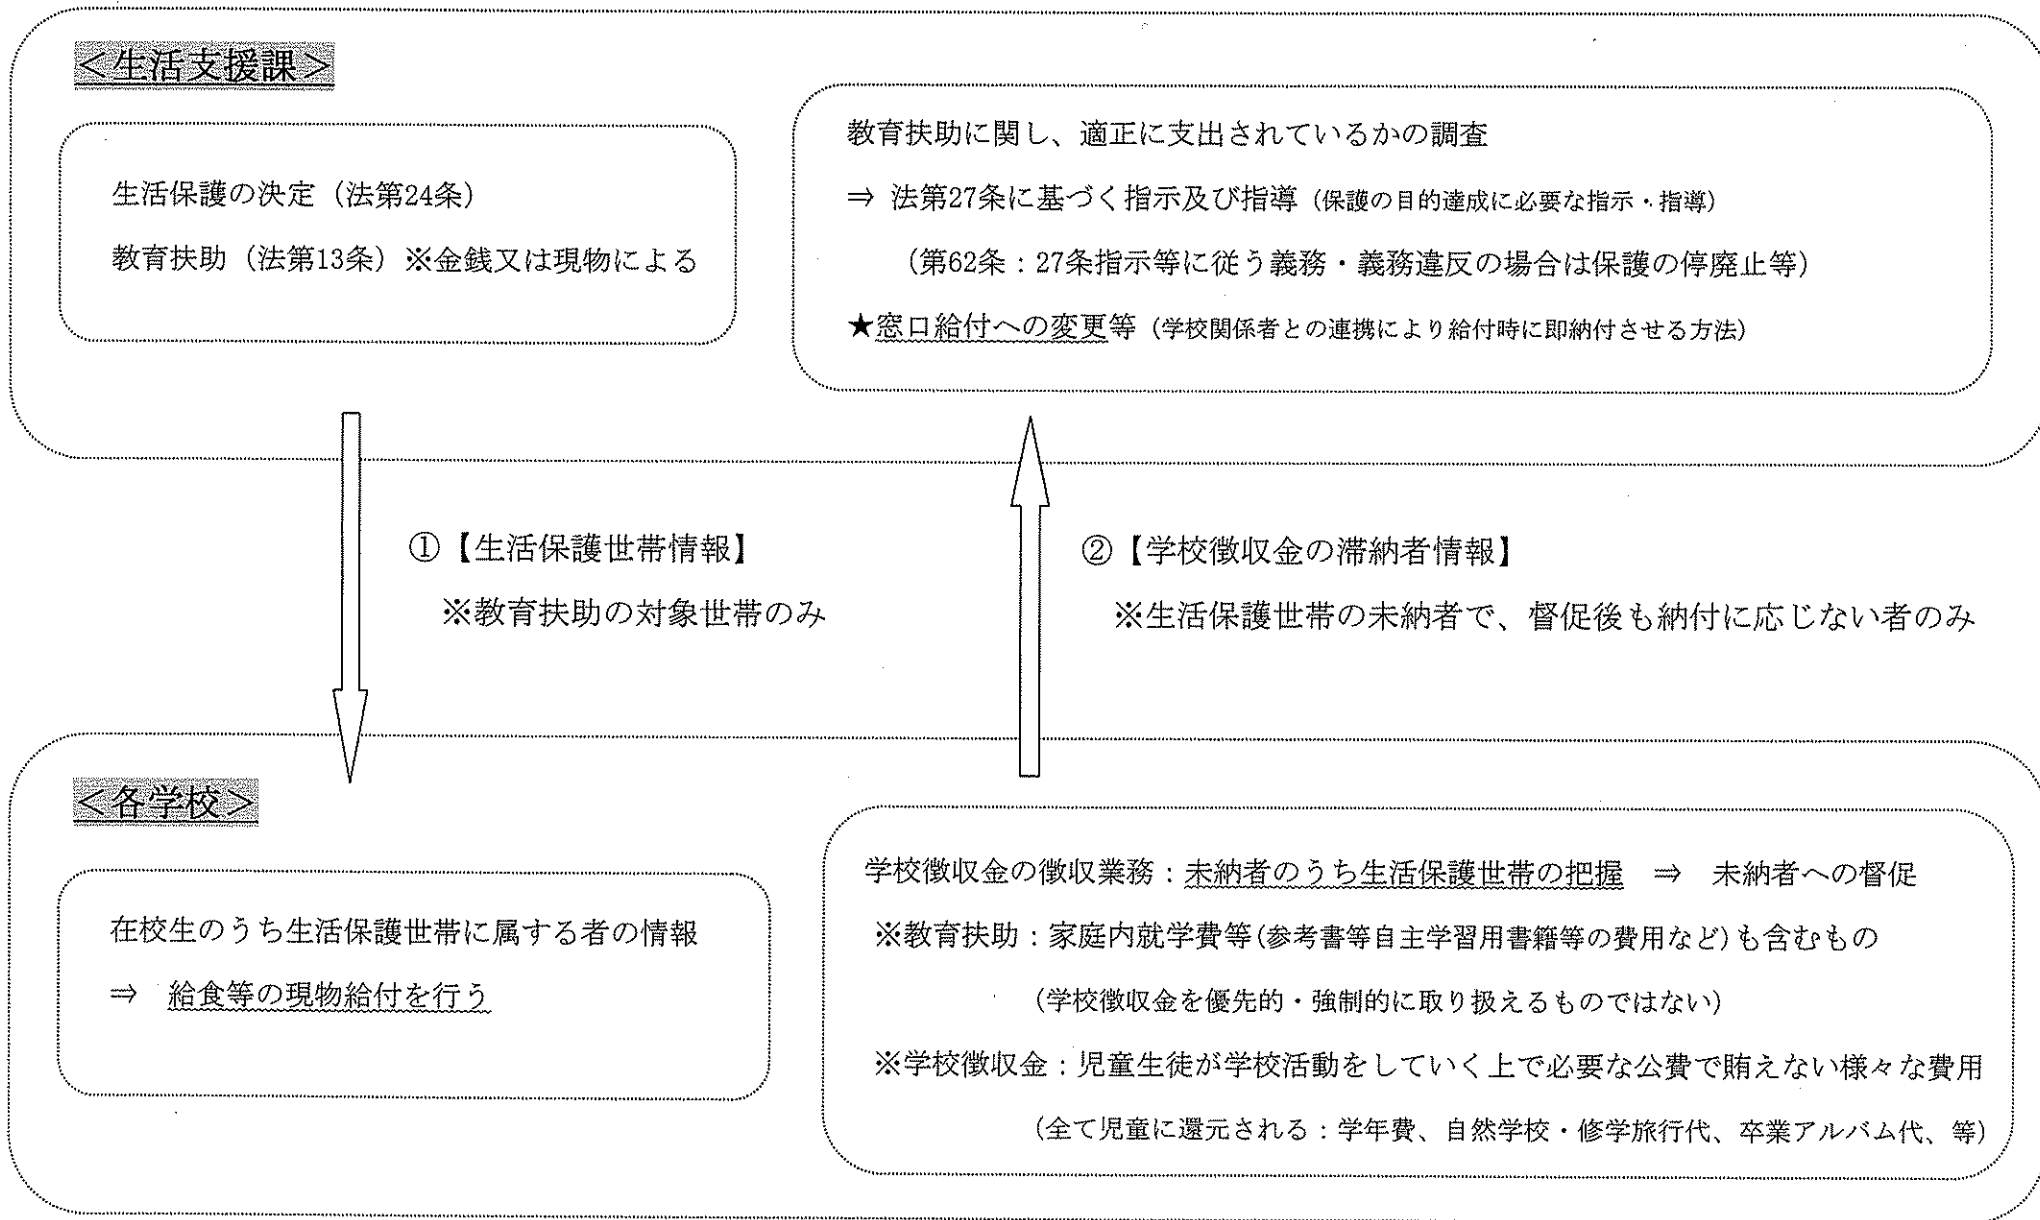 ＜生活支援課＞
生活保護の決定（法第24条）
教育扶助（法第13条）※金銭又は現物による
教育扶助に関し、適正に支出されているかの調査
⇒ 法第27条に基づく指示及び指導（保護の目的達成に必要な指示・指導）
（第62条：27条指示等に従う義務・義務違反の場合は保護の停廃止等）
★窓口給付への変更等（学校関係者との連携により給付時に即納付させる方法）
①【生活保護世帯情報】
※教育扶助の対象世帯のみ
②【学校徴収金の滞納者情報】
※生活保護世帯の未納者で、督促後も納付に応じない者のみ
＜各学校＞
在校生のうち生活保護世帯に属する者の情報
⇒ 給食等の現物給付を行う
学校徴収金の徴収業務：未納者のうち生活保護世帯の把握 ⇒ 未納者への督促
※教育扶助：家庭内就学費等(参考書等自主学習用書籍等の費用など)も含むもの
（学校徴収金を優先的・強制的に取り扱えるものではない）
※学校徴収金：児童生徒が学校活動をしていく上で必要な公費で賄えない様々な費用
（全て児童に還元される：学年費、自然学校・修学旅行代、卒業アルバム代、等）